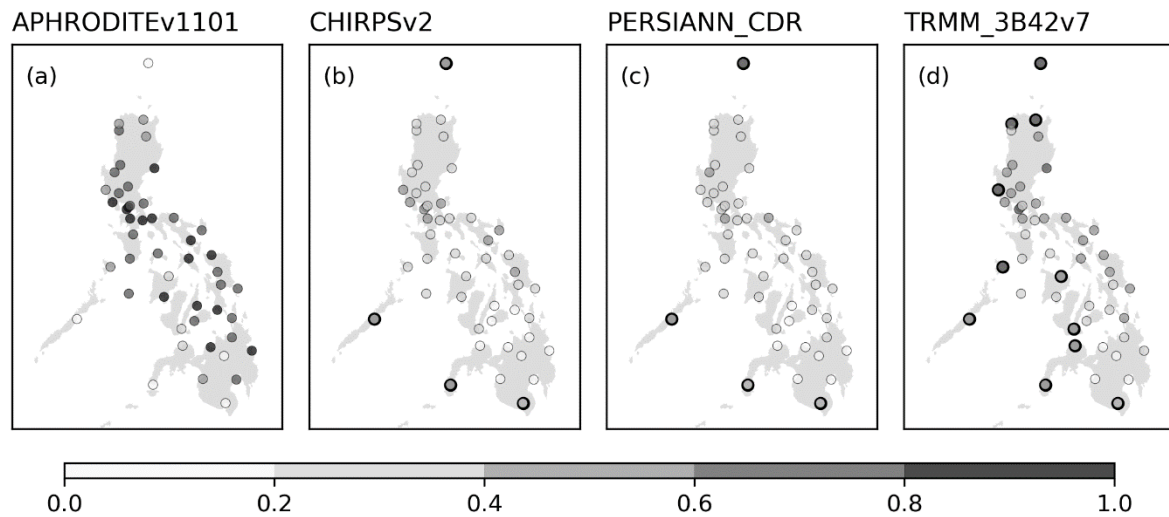 APHRODITEv1101 CHIRPSv2 PERSIANN_CDR TRMM_3B42v7
(a) (b) (c) (d)
0.0 0.2 0.4 0.6 0.8 1.0